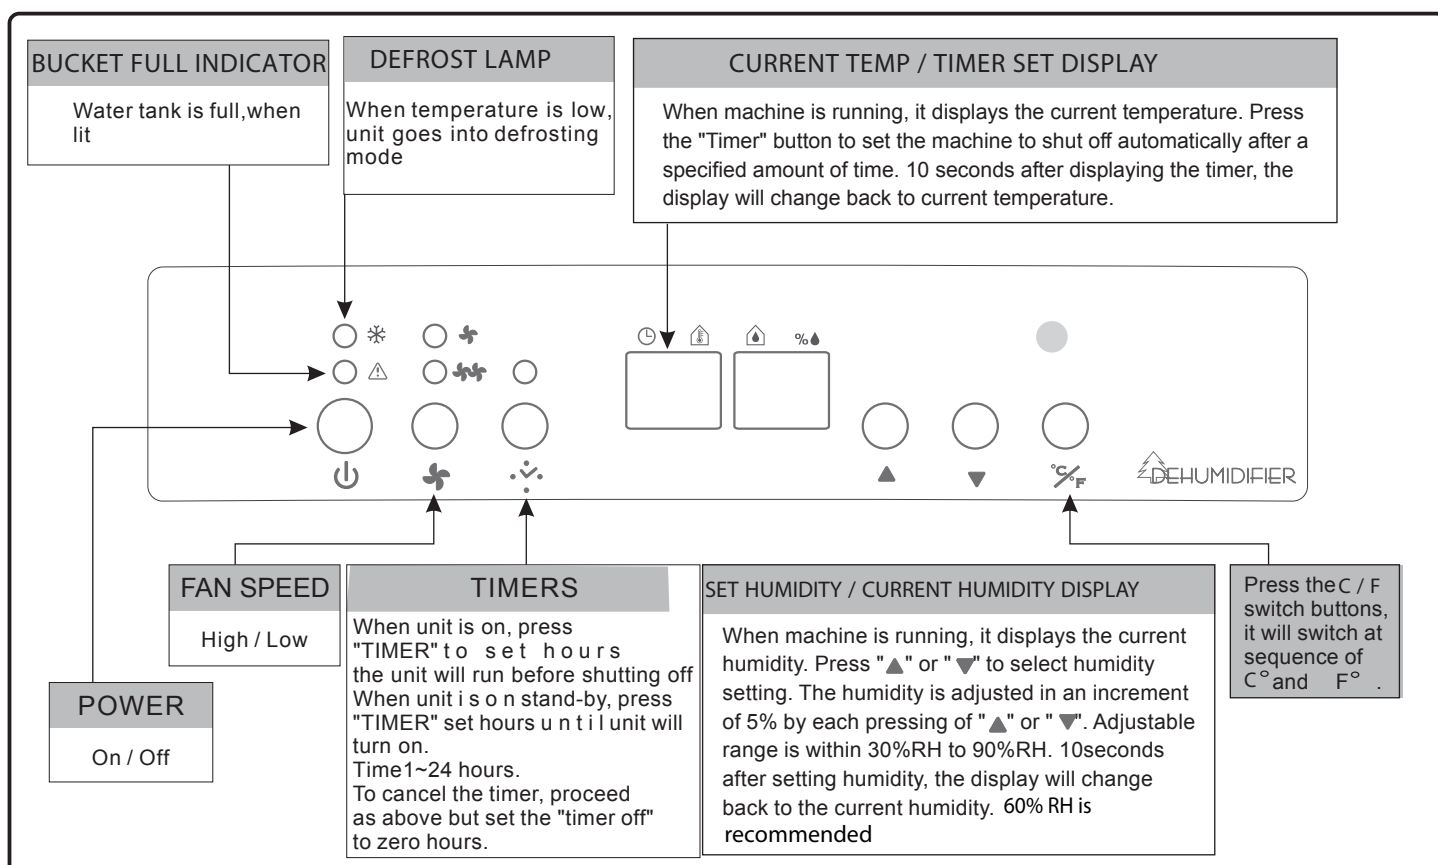 BUCKET FULL INDICATOR
Water tank is full,when
lit
DEFROST LAMP
When temperature is low,
unit goes into defrosting
mode
CURRENT TEMP / TIMER SET DISPLAY
When machine is running, it displays the current temperature. Press
the "Timer" button to set the machine to shut off automatically after a
specified amount of time. 10 seconds after displaying the timer, the
display will change back to current temperature.
%
°C/°F
DEHUMIDIFIER
POWER
On / Off
FAN SPEED
High / Low
TIMERS
When unit is on, press
"TIMER" to set hours
the unit will run before shutting off
When unit is on stand-by, press
"TIMER" set hours until unit will
turn on.
Time1~24 hours.
To cancel the timer, proceed
as above but set the "timer off"
to zero hours.
SET HUMIDITY / CURRENT HUMIDITY DISPLAY
When machine is running, it displays the current
humidity. Press "▲" or "▼" to select humidity
setting. The humidity is adjusted in an increment
of 5% by each pressing of "▲" or "▼". Adjustable
range is within 30%RH to 90%RH. 10seconds
after setting humidity, the display will change
back to the current humidity. 60% RH is
recommended
Press the C / F
switch buttons,
it will switch at
sequence of
C° and F° .